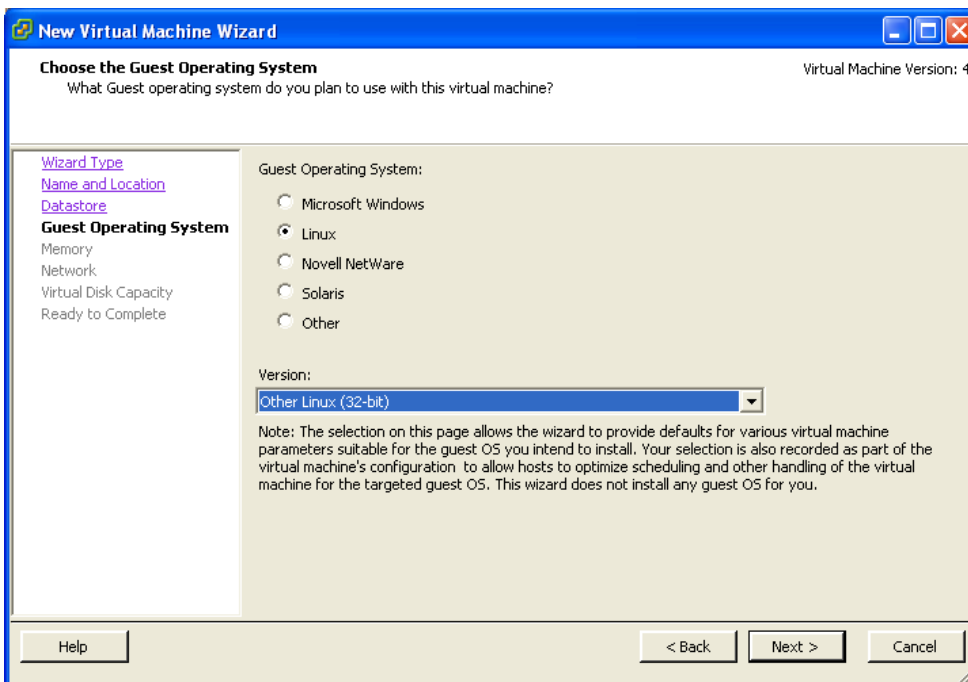 New Virtual Machine Wizard
Choose the Guest Operating System
Virtual Machine Version: 4
What Guest operating system do you plan to use with this virtual machine?
Wizard Type
Name and Location
Datastore
Guest Operating System
Memory
Network
Virtual Disk Capacity
Ready to Complete
Guest Operating System:
Microsoft Windows
Linux
Novell NetWare
Solaris
Other
Version:
Other Linux (32-bit)
Note: The selection on this page allows the wizard to provide defaults for various virtual machine
parameters suitable for the guest OS you intend to install. Your selection is also recorded as part of the
virtual machine's configuration to allow hosts to optimize scheduling and other handling of the virtual
machine for the targeted guest OS. This wizard does not install any guest OS for you.
Help
< Back
Next >
Cancel